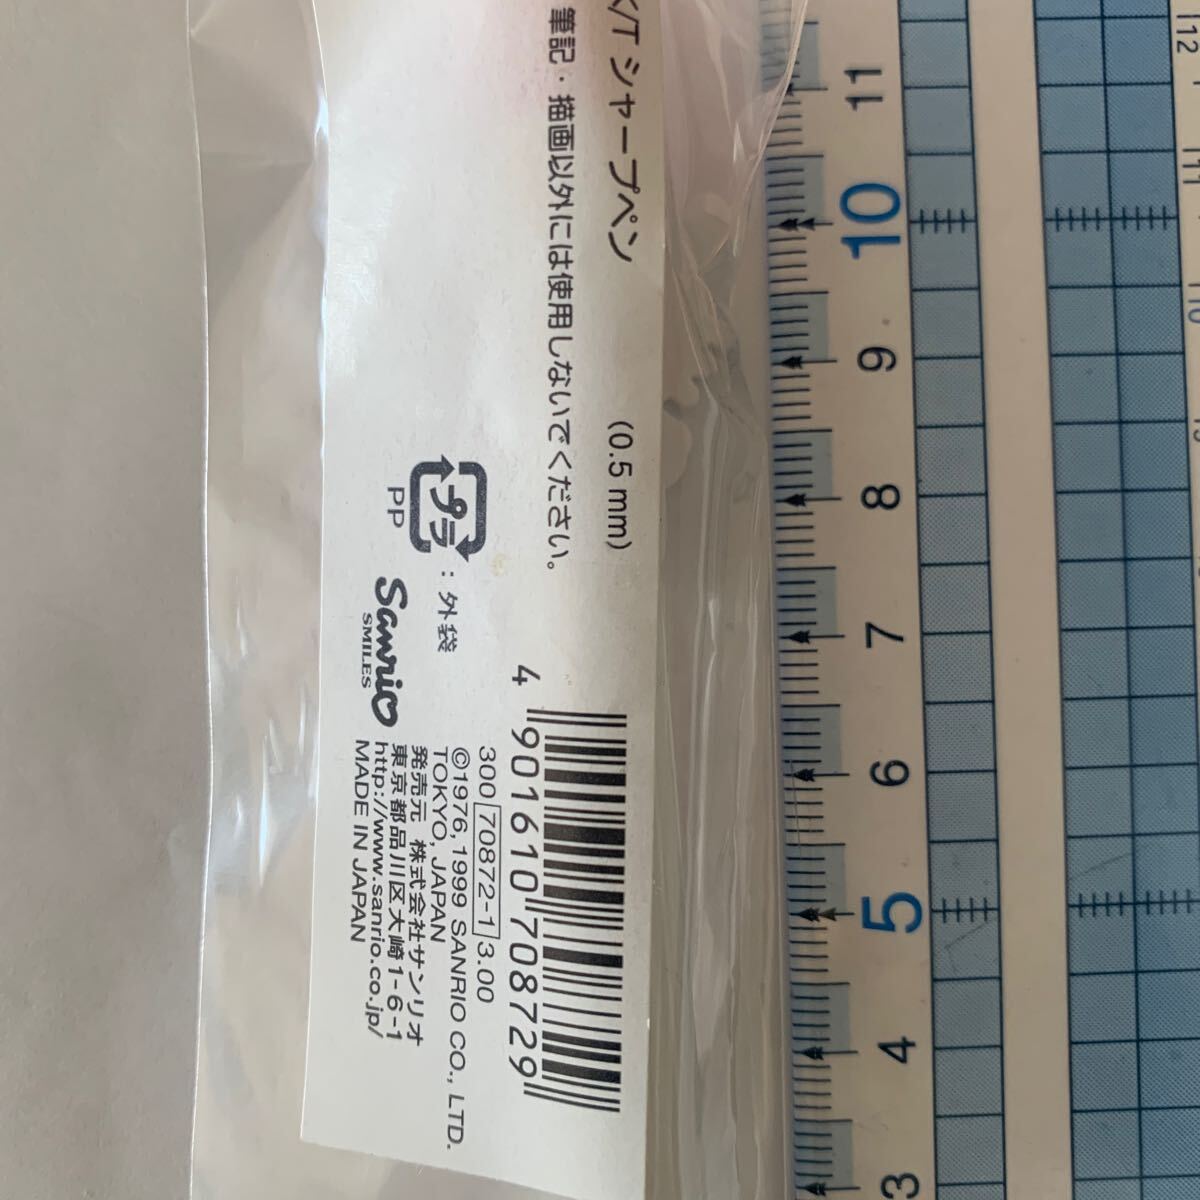 K/T シャープペン (0.5 mm)
筆記・描画以外には使用しないでください。
プラ : 外袋
PP
Sanrio
SMILES
4 901610 708729
300 70872-1 3.00
©1976, 1999 SANRIO CO., LTD.
TOKYO, JAPAN
発売元 株式会社サンリオ
東京都品川区大崎1-6-1
http://www.sanrio.co.jp/
MADE IN JAPAN
11
10
9
8
7
6
5
4
3
12
11
10